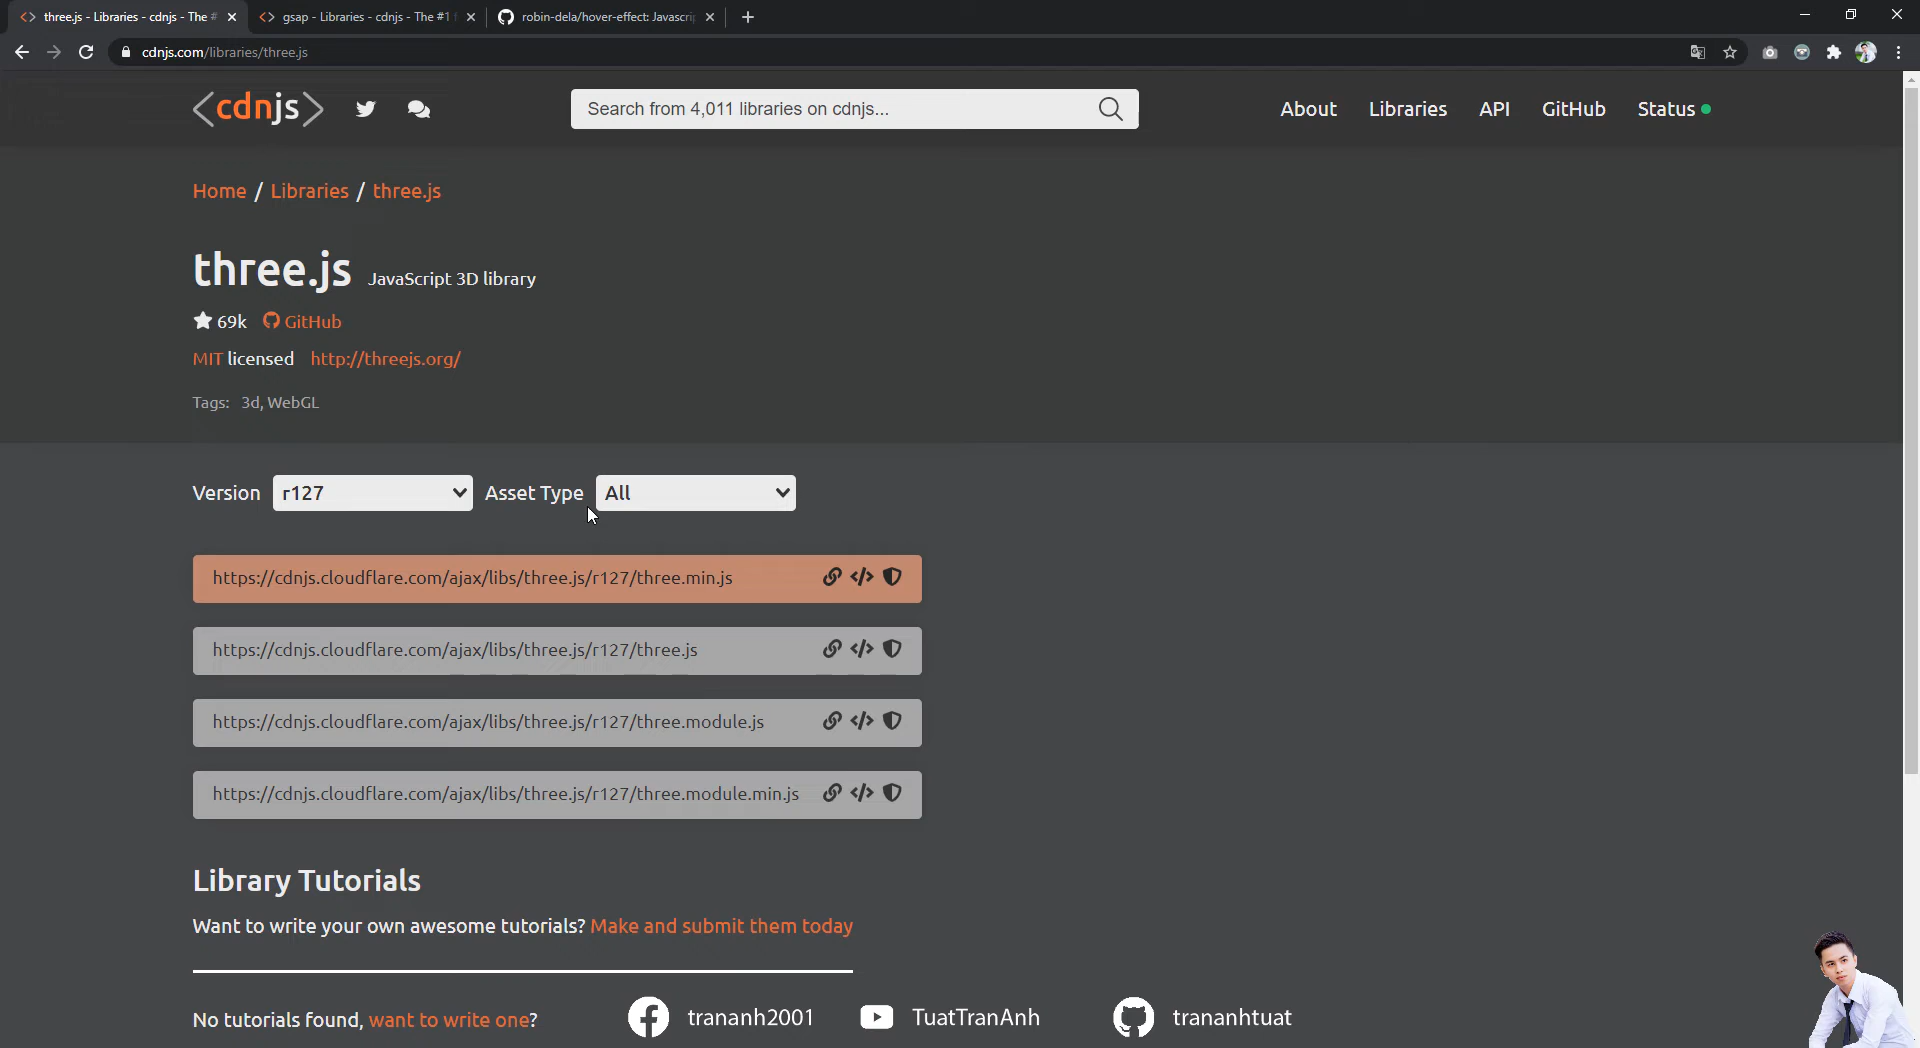 three.js - Libraries - cdnjs - The #
gsap - Libraries - cdnjs - The #1 f
robin-dela/hover-effect: Javascri
cdnjs.com/libraries/three.js
<cdnjs>
Search from 4,011 libraries on cdnjs...
About
Libraries
API
GitHub
Status
Home / Libraries / three.js
three.js JavaScript 3D library
69k GitHub
MIT licensed http://threejs.org/
Tags: 3d, WebGL
Version r127 Asset Type All
https://cdnjs.cloudflare.com/ajax/libs/three.js/r127/three.min.js
https://cdnjs.cloudflare.com/ajax/libs/three.js/r127/three.js
https://cdnjs.cloudflare.com/ajax/libs/three.js/r127/three.module.js
https://cdnjs.cloudflare.com/ajax/libs/three.js/r127/three.module.min.js
Library Tutorials
Want to write your own awesome tutorials? Make and submit them today
No tutorials found, want to write one?
trananh2001
TuatTranAnh
trananhtuat